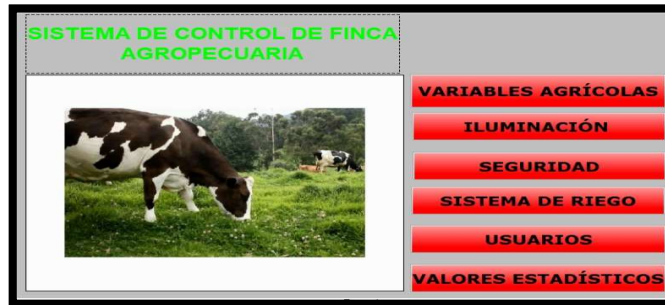 SISTEMA DE CONTROL DE FINCA
AGROPECUARIA
VARIABLES AGRÍCOLAS
ILUMINACIÓN
SEGURIDAD
SISTEMA DE RIEGO
USUARIOS
VALORES ESTADÍSTICOS